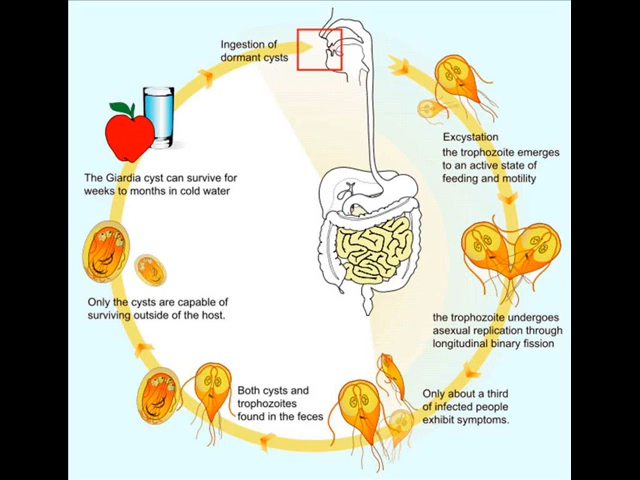 Ingestion of
dormant cysts
Excystation
the trophozoite emerges
to an active state of
feeding and motility
The Giardia cyst can survive for
weeks to months in cold water
Only the cysts are capable of
surviving outside of the host.
the trophozoite undergoes
asexual replication through
longitudinal binary fission
Both cysts and
trophozoites
found in the feces
Only about a third
of infected people
exhibit symptoms.